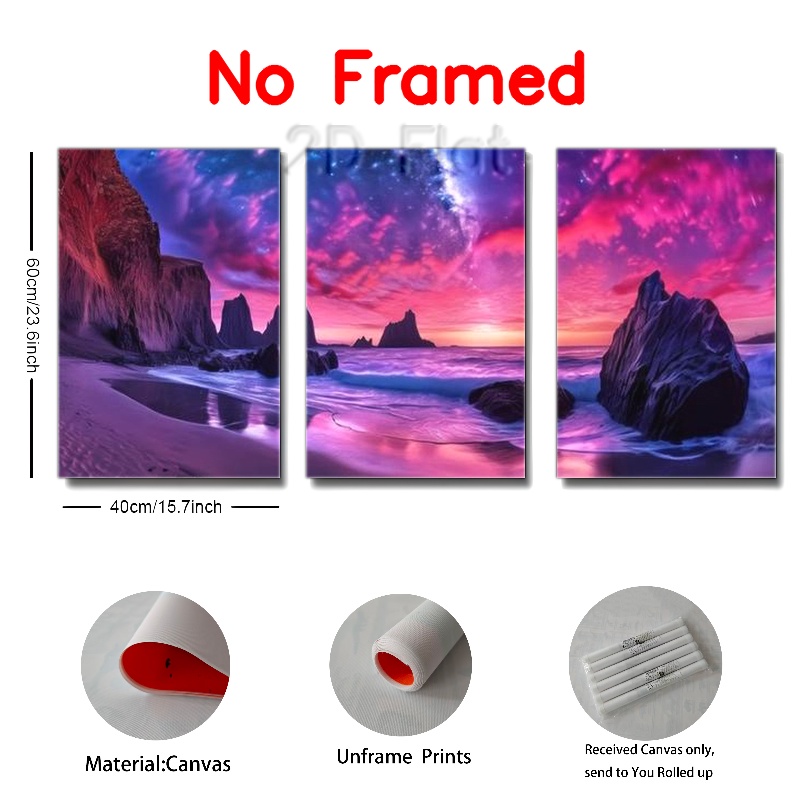 No Framed
2D Flat
60cm/23.6inch
40cm/15.7inch
Material:Canvas
Unframe Prints
Received Canvas only,
send to You Rolled up